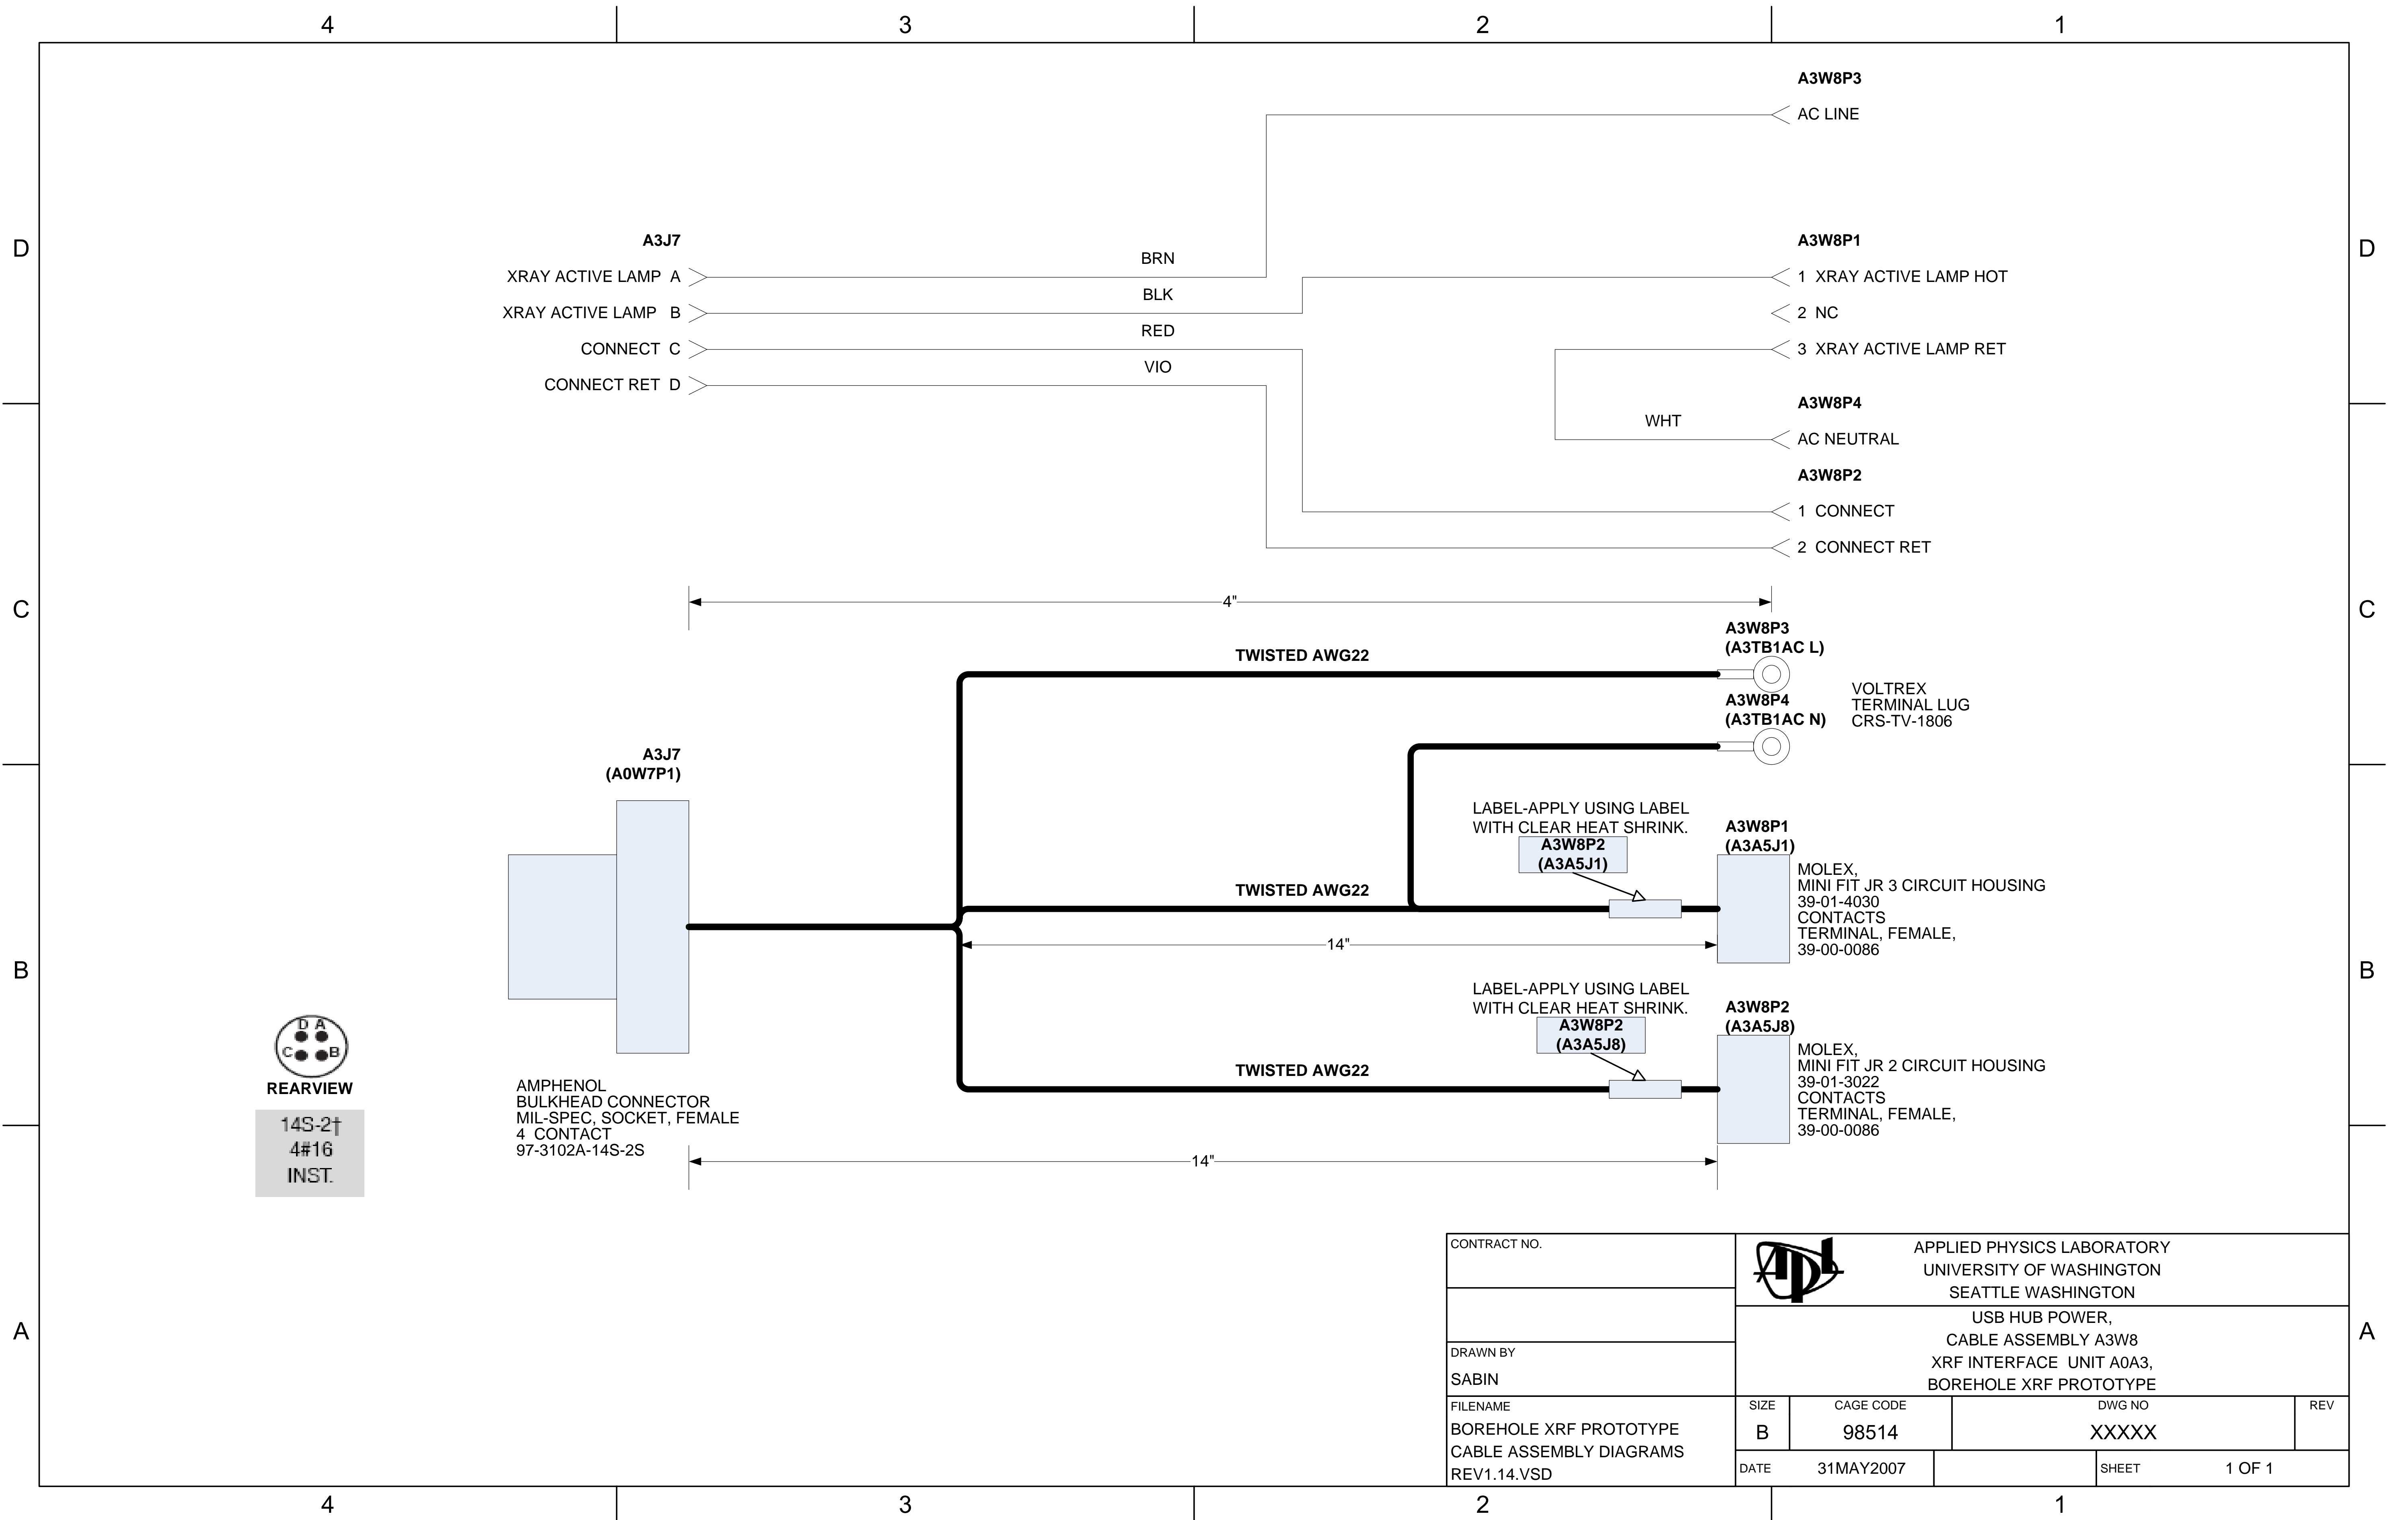 4 3 2 1
A3W8P3
AC LINE
D
D
A3J7
XRAY ACTIVE LAMP A
XRAY ACTIVE LAMP B
CONNECT C
CONNECT RET D
BRN
BLK
RED
VIO
A3W8P1
1 XRAY ACTIVE LAMP HOT
2 NC
3 XRAY ACTIVE LAMP RET
A3W8P4
WHT
AC NEUTRAL
A3W8P2
1 CONNECT
2 CONNECT RET
C
C
4"
A3W8P3
(A3TB1AC L)
TWISTED AWG22
A3W8P4
(A3TB1AC N)
VOLTREX
TERMINAL LUG
CRS-TV-1806
A3J7
(A0W7P1)
LABEL-APPLY USING LABEL
WITH CLEAR HEAT SHRINK.
A3W8P2
(A3A5J1)
A3W8P1
(A3A5J1)
TWISTED AWG22
MOLEX,
MINI FIT JR 3 CIRCUIT HOUSING
39-01-4030
CONTACTS
TERMINAL, FEMALE,
39-00-0086
14"
B
B
LABEL-APPLY USING LABEL
WITH CLEAR HEAT SHRINK.
A3W8P2
(A3A5J8)
A3W8P2
(A3A5J8)
TWISTED AWG22
MOLEX,
MINI FIT JR 2 CIRCUIT HOUSING
39-01-3022
CONTACTS
TERMINAL, FEMALE,
39-00-0086
D A
C B
REARVIEW
14S-2†
4#16
INST.
AMPHENOL
BULKHEAD CONNECTOR
MIL-SPEC, SOCKET, FEMALE
4 CONTACT
97-3102A-14S-2S
14"
A
A
CONTRACT NO.
DRAWN BY
SABIN
FILENAME
BOREHOLE XRF PROTOTYPE
CABLE ASSEMBLY DIAGRAMS
REV1.14.VSD
APL
APPLIED PHYSICS LABORATORY
UNIVERSITY OF WASHINGTON
SEATTLE WASHINGTON
USB HUB POWER,
CABLE ASSEMBLY A3W8
XRF INTERFACE UNIT A0A3,
BOREHOLE XRF PROTOTYPE
SIZE
B
CAGE CODE
98514
DWG NO
XXXXX
REV
DATE 31MAY2007
SHEET 1 OF 1
4 3 2 1